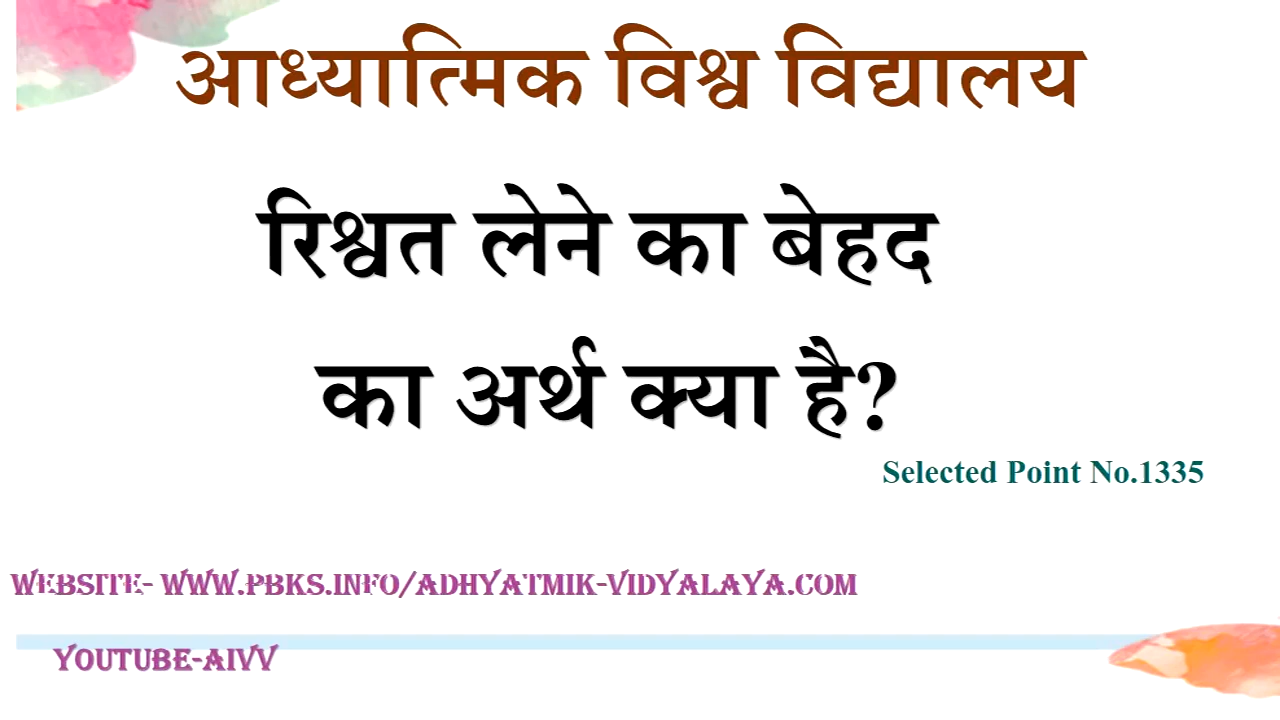 आध्यात्मिक विश्व विद्यालय
रिश्वत लेने का बेहद
का अर्थ क्या है?
Selected Point No.1335
WEBSITE- WWW.PBKS.INFO/ADHYATMIK-VIDYALAYA.COM
YOUTUBE-AIVV